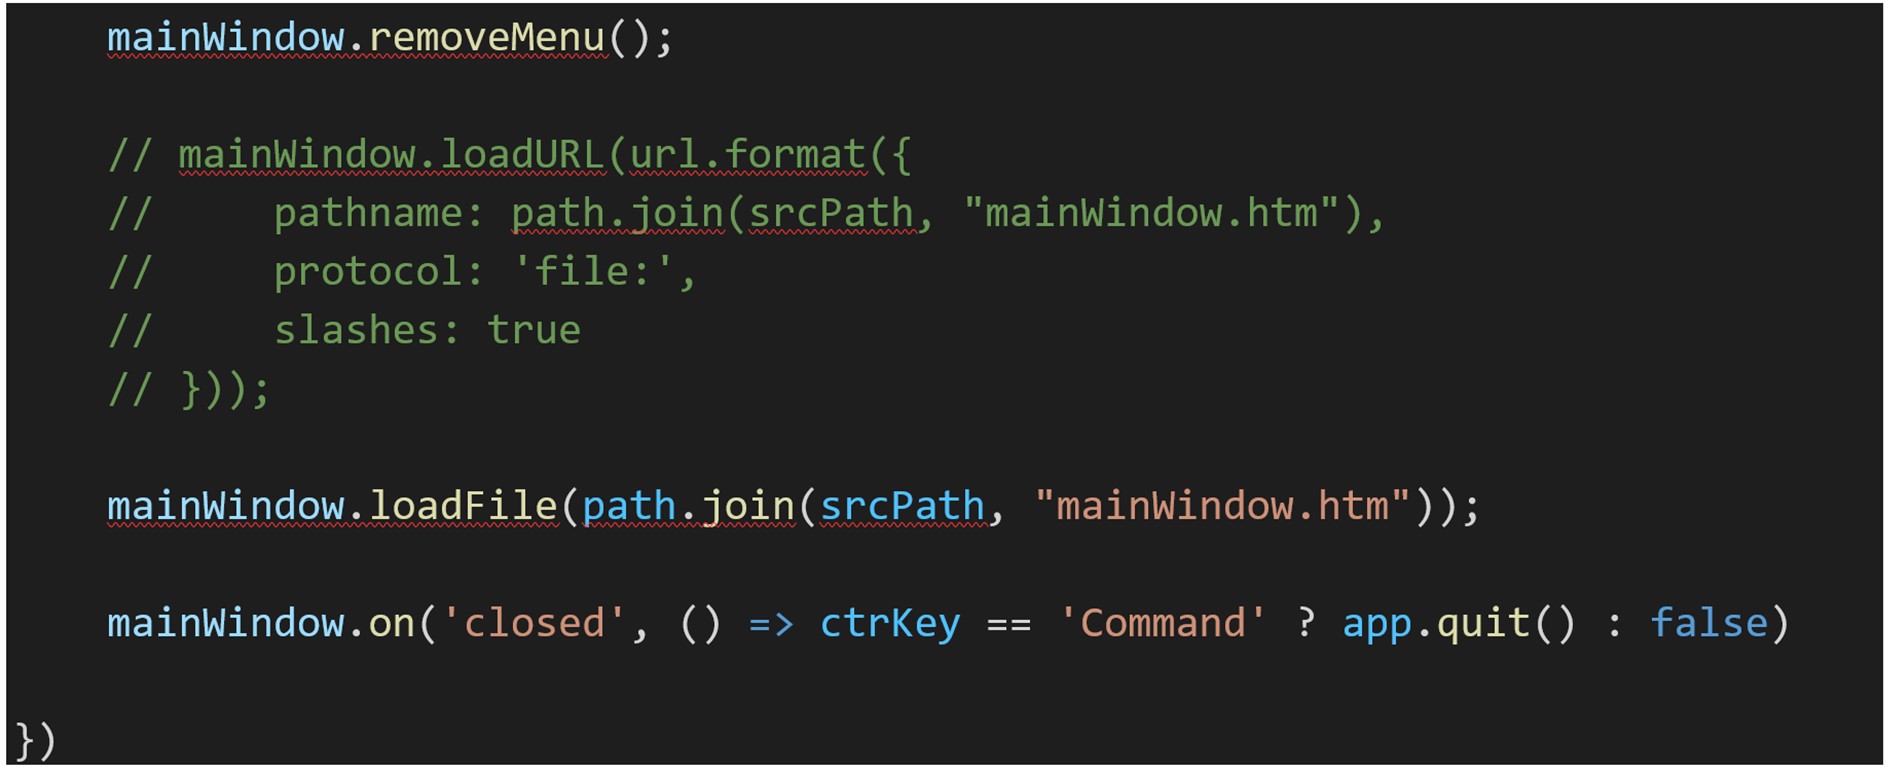 mainWindow.removeMenu();
// mainWindow.loadURL(url.format({
//     pathname: path.join(srcPath, "mainWindow.htm"),
//     protocol: 'file:',
//     slashes: true
// }));
mainWindow.loadFile(path.join(srcPath, "mainWindow.htm"));
mainWindow.on('closed', () => ctrKey == 'Command' ? app.quit() : false)
})